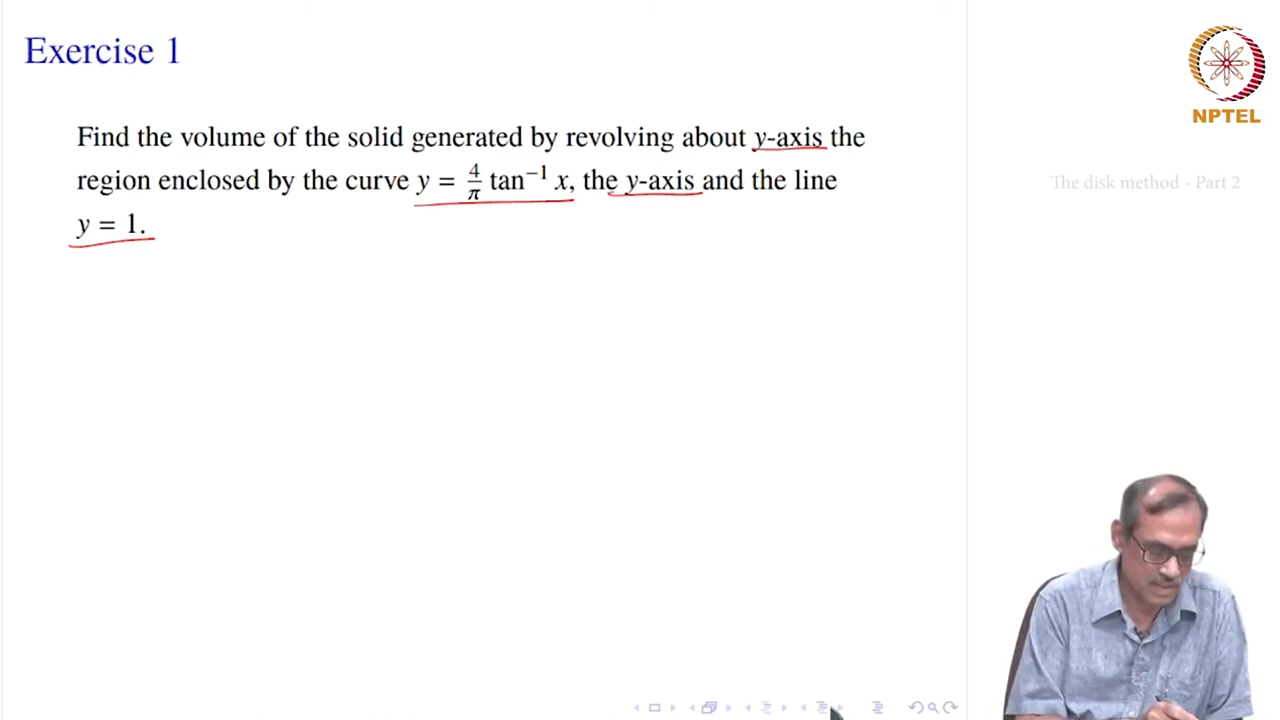 Exercise 1
NPTEL
Find the volume of the solid generated by revolving about y-axis the
region enclosed by the curve y = 4/π tan⁻¹ x, the y-axis and the line
y = 1.
The disk method - Part 2